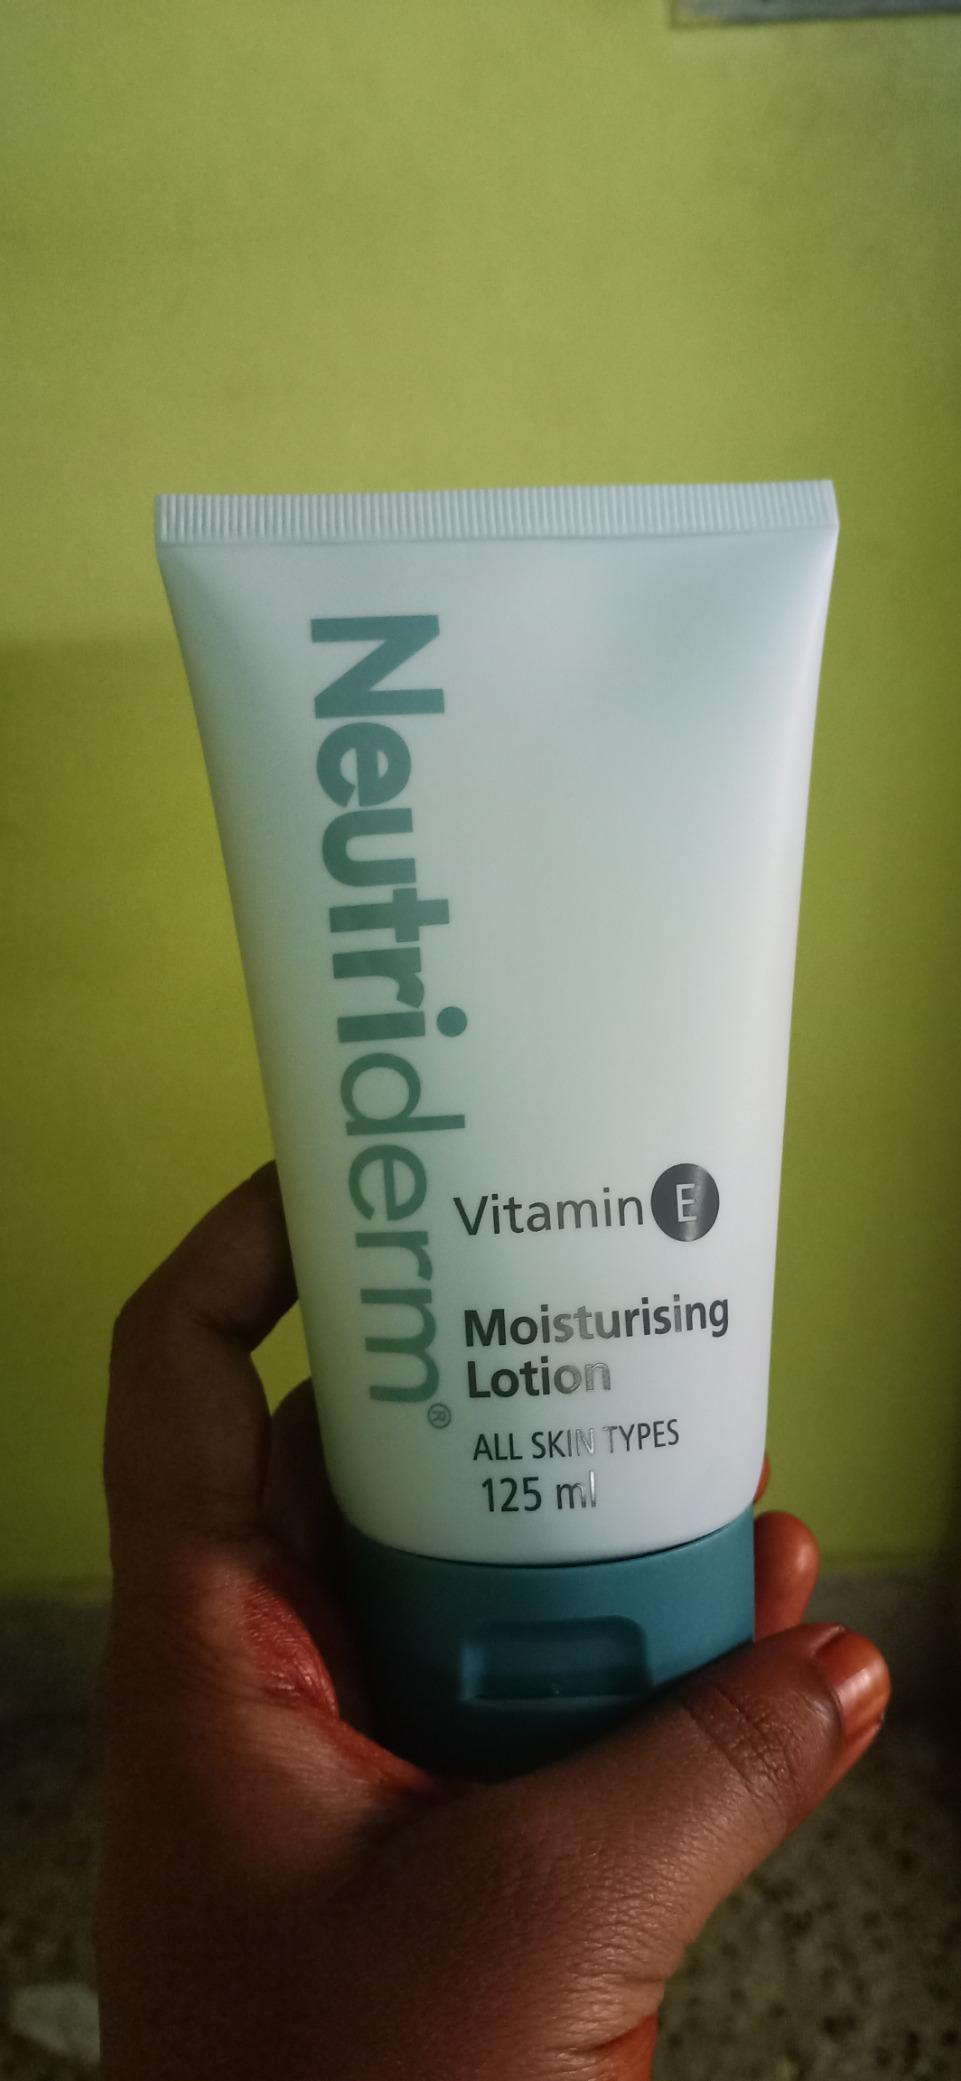 Neutriderm®
Vitamin E
Moisturising
Lotion
ALL SKIN TYPES
125 ml